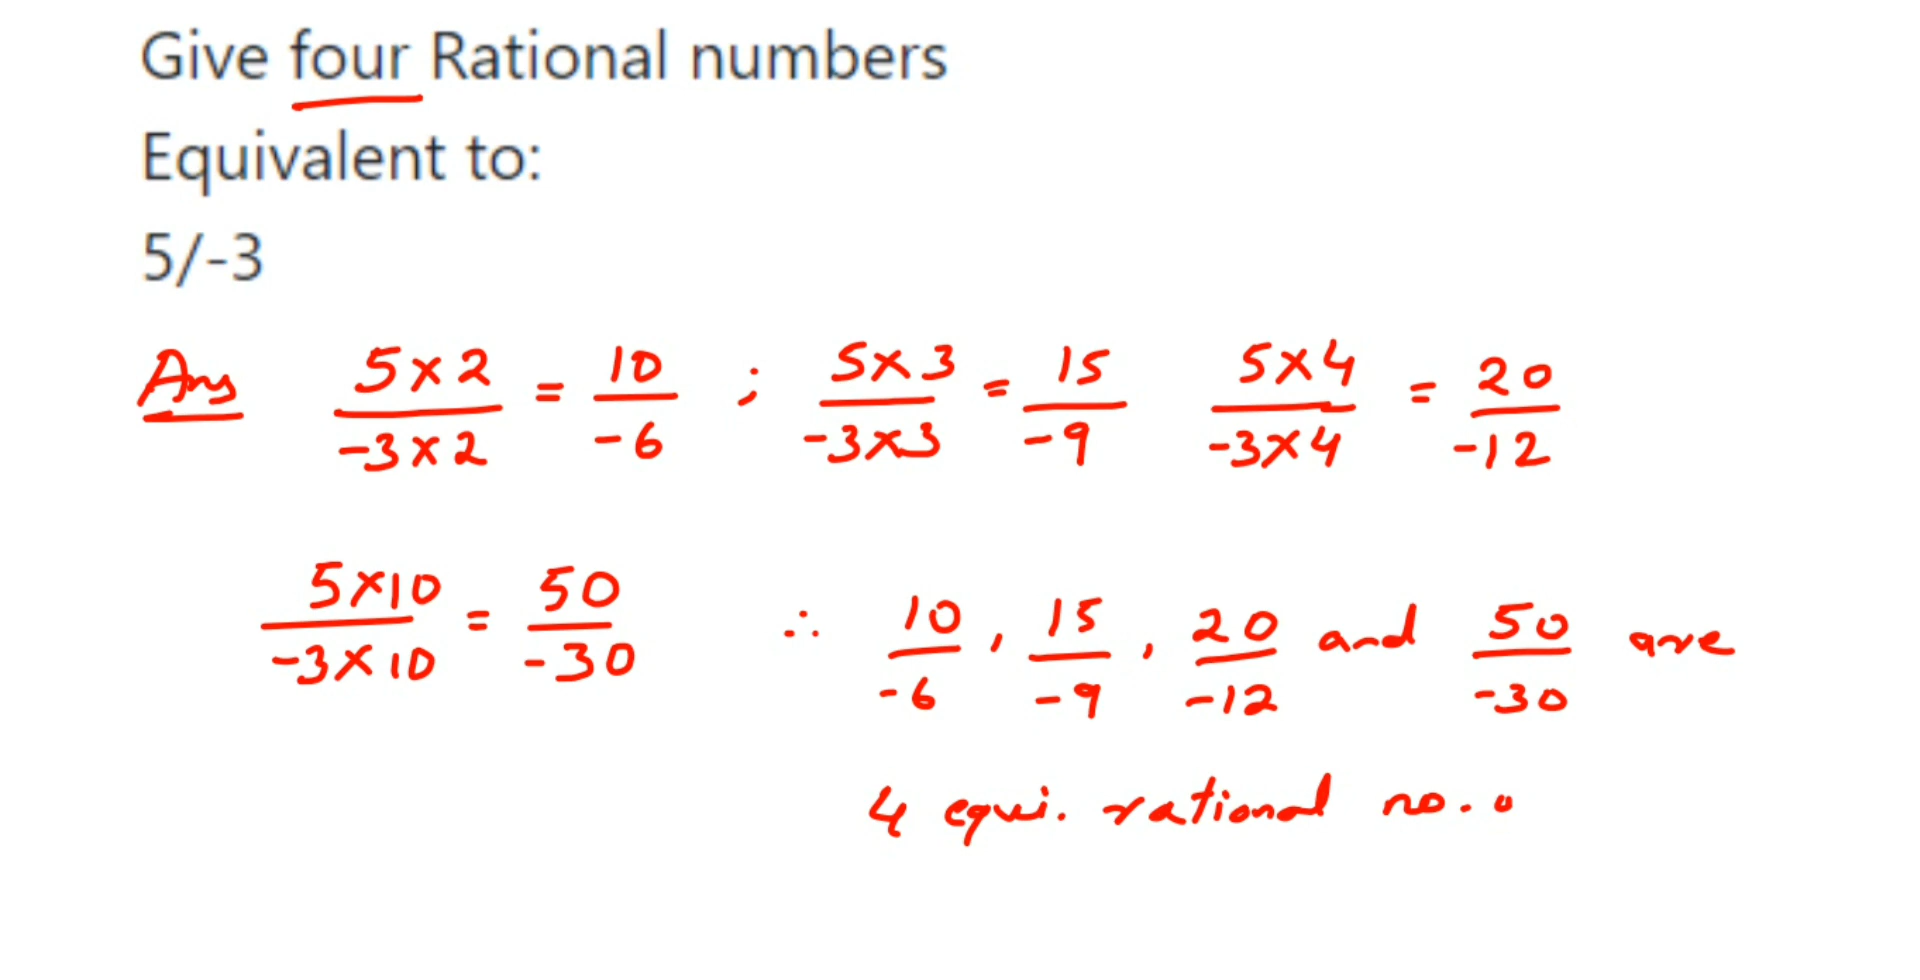 Give four Rational numbers
Equivalent to:
5/-3
Ans 5×2/-3×2 = 10/-6 ; 5×3/-3×3 = 15/-9 5×4/-3×4 = 20/-12
5×10/-3×10 = 50/-30 ∴ 10/-6 , 15/-9 , 20/-12 and 50/-30 are
4 equi. rational no. o